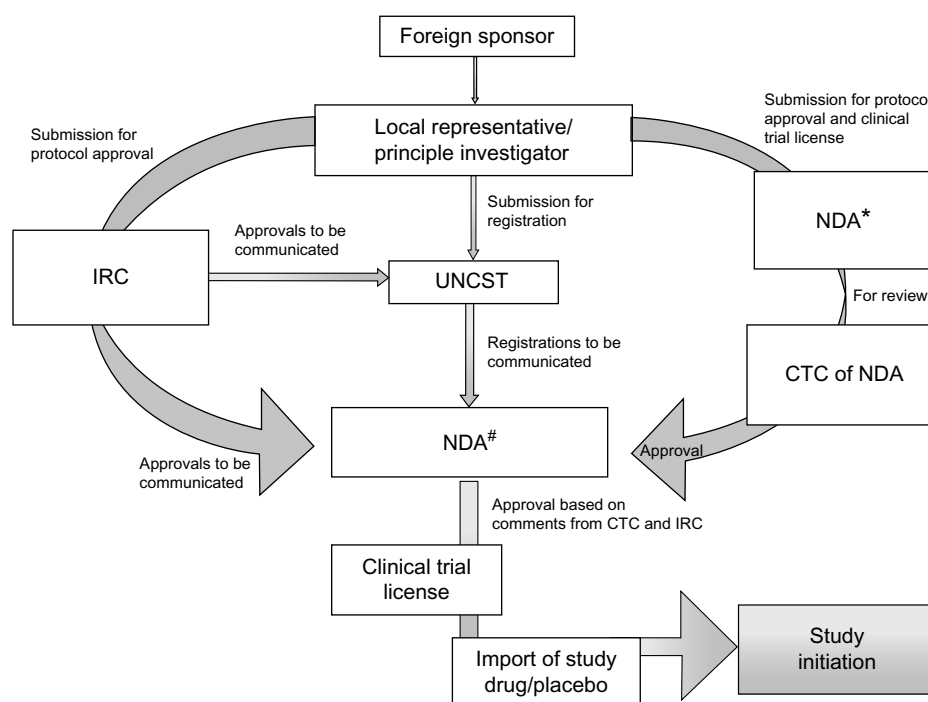 Foreign sponsor
Submission for
protocol approval
Local representative/
principle investigator
Submission for protoco
approval and clinical
trial license
Submission for
registration
NDA*
Approvals to be
communicated
IRC
UNCST
For review
Registrations to be
communicated
CTC of NDA
NDA#
Approval
Approvals to be
communicated
Approval based on
comments from CTC and IRC
Clinical trial
license
Import of study
drug/placebo
Study
initiation